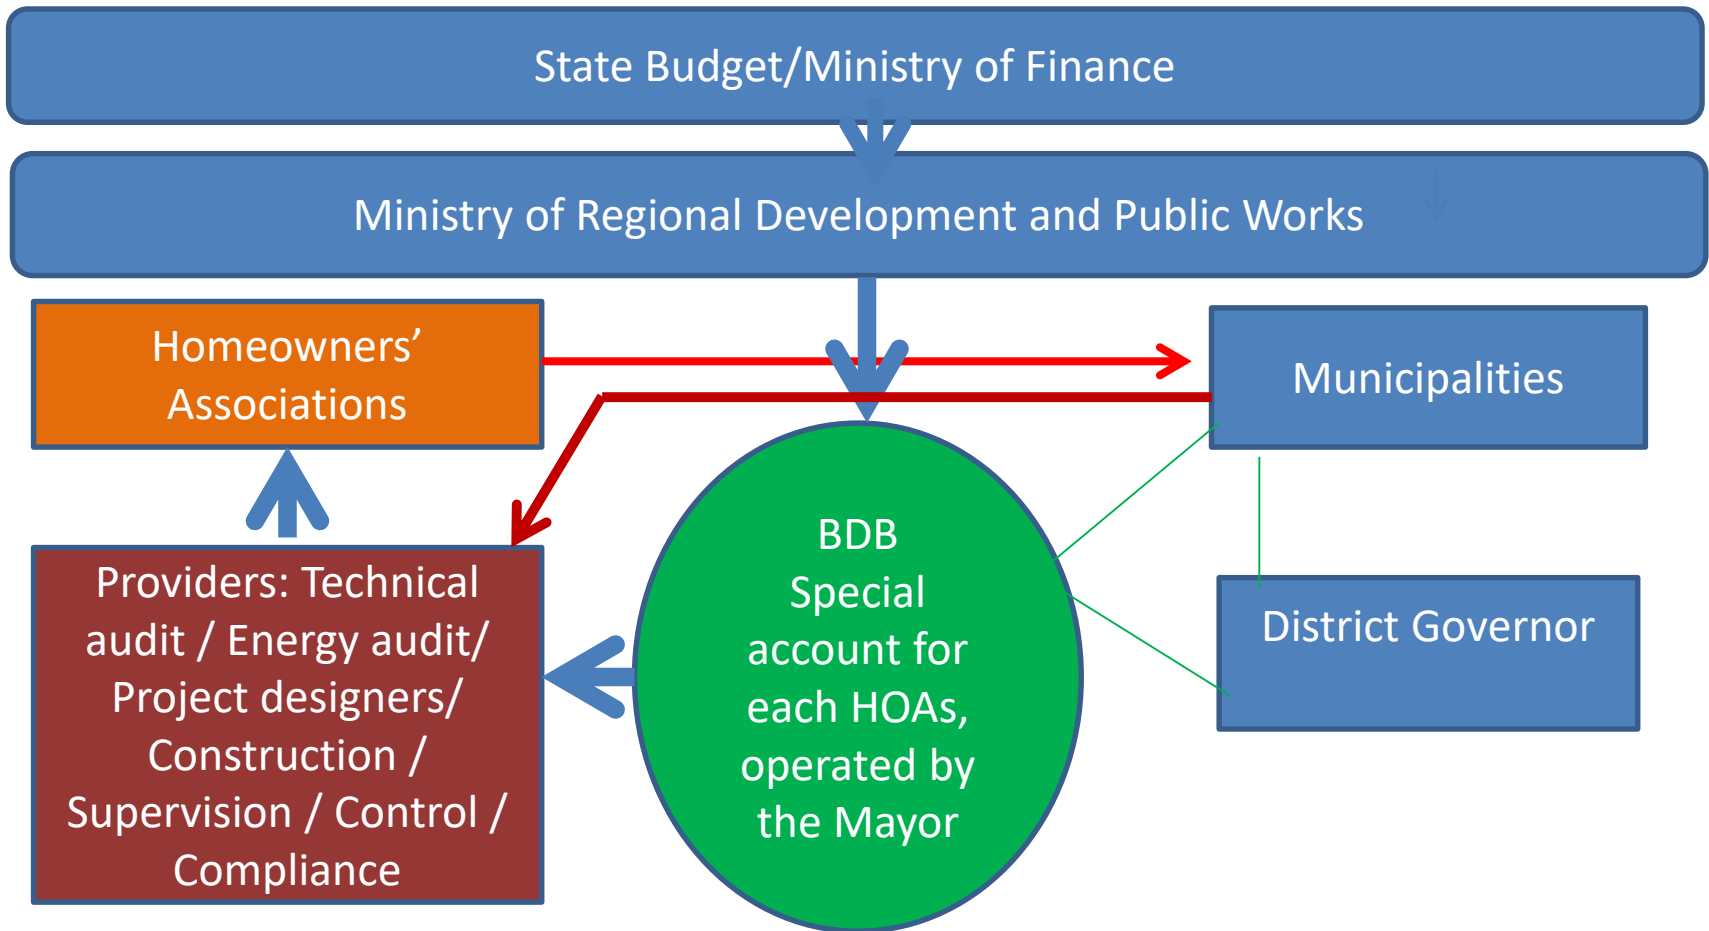 State Budget/Ministry of Finance
Ministry of Regional Development and Public Works
Homeowners’
Associations
Municipalities
BDB
Special
account for
each HOAs,
operated by
the Mayor
District Governor
Providers: Technical
audit / Energy audit/
Project designers/
Construction /
Supervision / Control /
Compliance